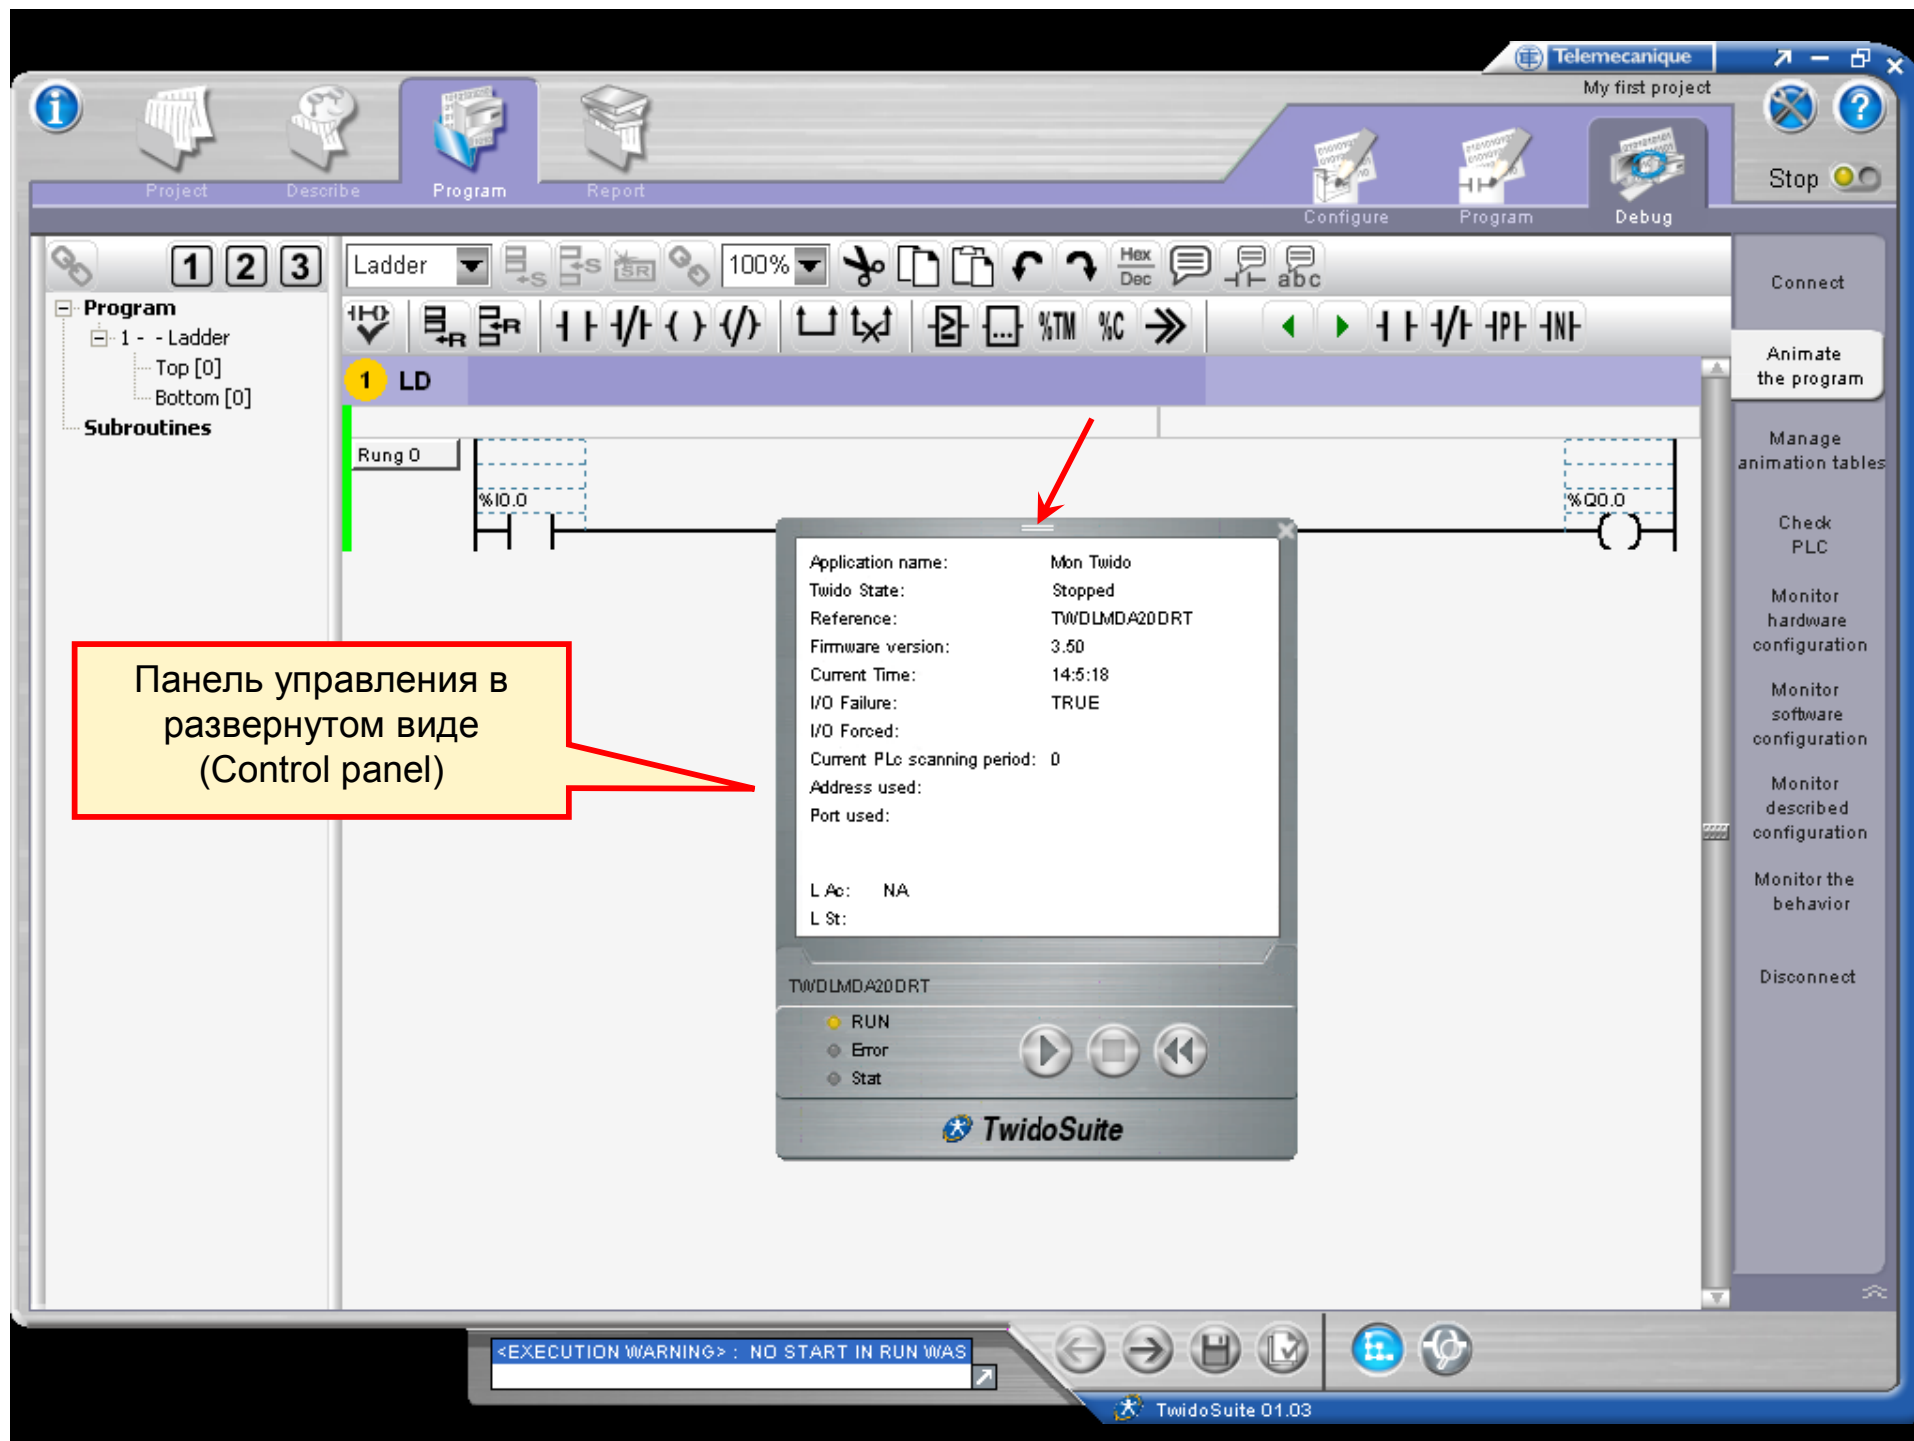 Telemecanique
My first project
Project
Describe
Program
Report
Configure
Program
Debug
Stop
1 2 3
Ladder
100%
Hex
Dec
abc
Program
1 - - Ladder
Top [0]
Bottom [0]
Subroutines
S
S
SR
R
R
%TM
%C
P
N
1 LD
Rung 0
%I0.0
%Q0.0
Панель управления в
развернутом виде
(Control panel)
Application name: Mon Twido
Twido State: Stopped
Reference: TWDLMDA20DRT
Firmware version: 3.50
Current Time: 14:5:18
I/O Failure: TRUE
I/O Forced:
Current PLc scanning period: 0
Address used:
Port used:
L Ac: NA
L St:
TWDLMDA20DRT
RUN
Error
Stat
TwidoSuite
Connect
Animate
the program
Manage
animation tables
Check
PLC
Monitor
hardware
configuration
Monitor
software
configuration
Monitor
described
configuration
Monitor the
behavior
Disconnect
<EXECUTION WARNING> : NO START IN RUN WAS
TwidoSuite 01.03